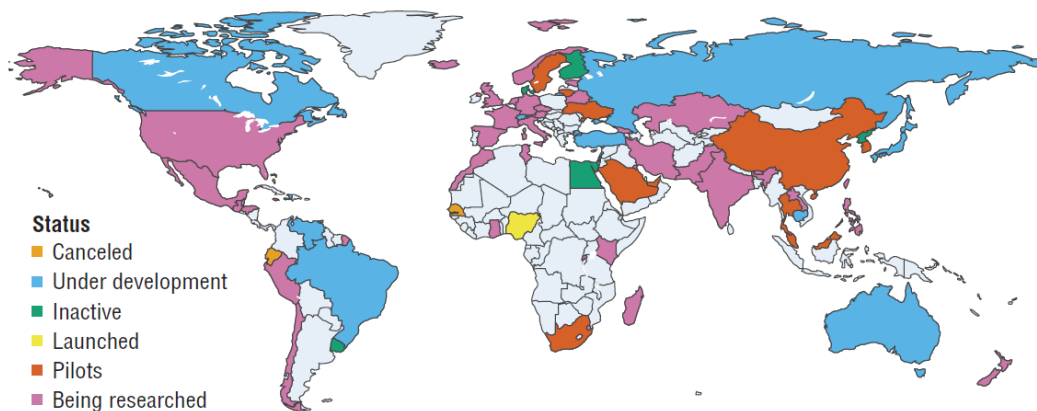 Status
Canceled
Under development
Inactive
Launched
Pilots
Being researched